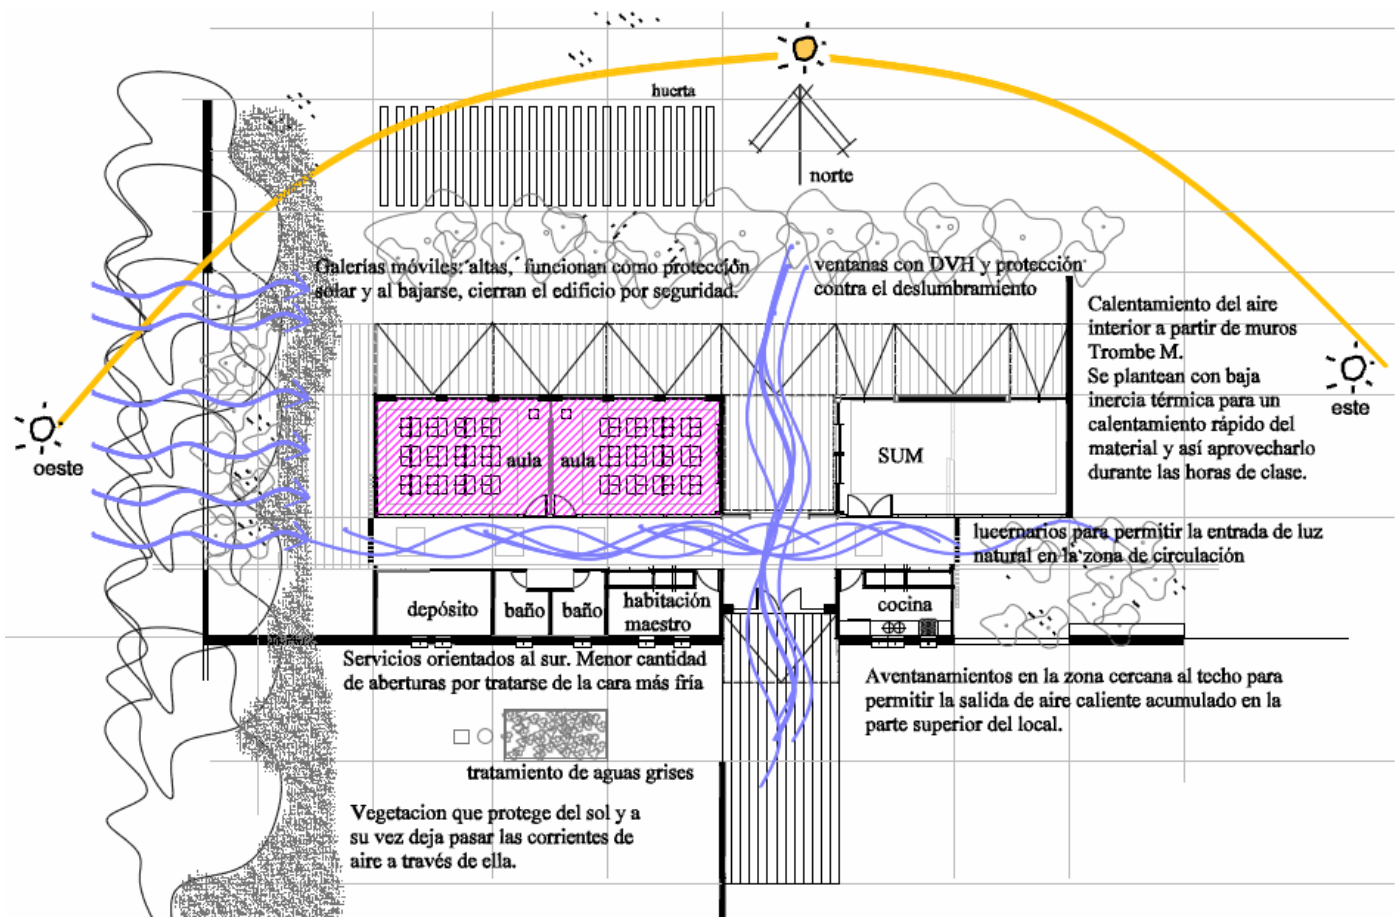 huerta
norte
Galerías móviles: altas, funcionan como protección
solar y al bajarse, cierran el edificio por seguridad.
ventanas con DVH y protección
contra el deslumbramiento
Calentamiento del aire
interior a partir de muros
Trombe M.
Se plantean con baja
inercia térmica para un
calentamiento rápido del
material y así aprovecharlo
durante las horas de clase.
este
oeste
aula
aula
SUM
lucernarios para permitir la entrada de luz
natural en la zona de circulación
depósito
baño
baño
habitación
maestro
cocina
Servicios orientados al sur. Menor cantidad
de aberturas por tratarse de la cara más fría
Aventanamientos en la zona cercana al techo para
permitir la salida de aire caliente acumulado en la
parte superior del local.
tratamiento de aguas grises
Vegetacion que protege del sol y a
su vez deja pasar las corrientes de
aire a través de ella.